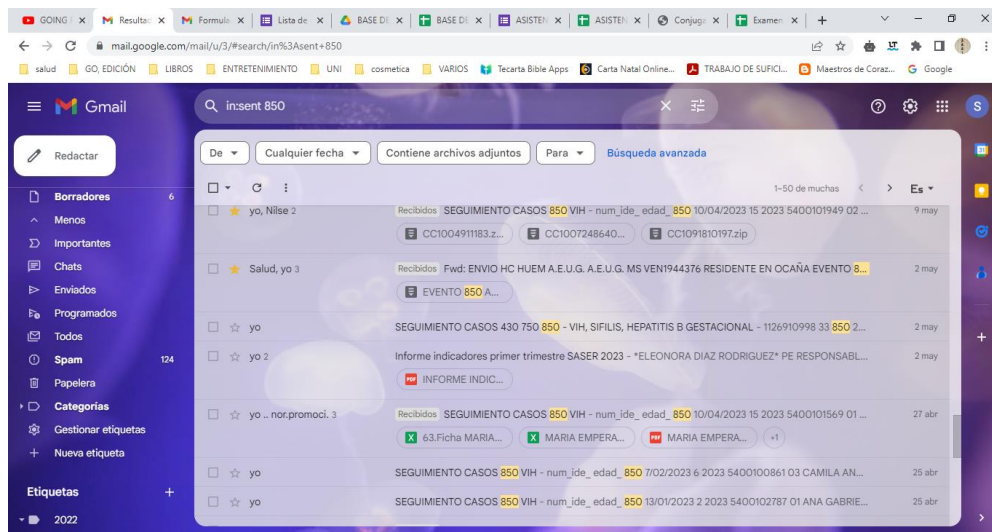 GOING E
Resultad
Formula
Lista de
BASE DE
BASE DE
ASISTEN
ASISTEN
Conjuga
Examen
mail.google.com/mail/u/3/#search/in%3Asent+850
salud GO, EDICIÓN LIBROS ENTRETENIMIENTO UNI cosmetica VARIOS Tecarta Bible Apps Carta Natal Online... TRABAJO DE SUFICI... Maestros de Coraz... Google
Gmail
in:sent 850
S
Redactar
De Cualquier fecha Contiene archivos adjuntos Para Búsqueda avanzada
1–50 de muchas Es
Borradores 6
Menos
Importantes
Chats
Enviados
Programados
Todos
Spam 124
Papelera
Categorías
Gestionar etiquetas
Nueva etiqueta
Etiquetas
2022
yo, Nilse 2 Recibidos SEGUIMIENTO CASOS 850 VIH - num_ide_ edad_ 850 10/04/2023 15 2023 5400101949 02 ... 9 may
CC1004911183.z... CC1007248640... CC1091810197.zip
Salud, yo 3 Recibidos Fwd: ENVIO HC HUEM A.E.U.G. A.E.U.G. MS VEN1944376 RESIDENTE EN OCAÑA EVENTO 8... 2 may
EVENTO 850 A...
yo SEGUIMIENTO CASOS 430 750 850 - VIH, SIFILIS, HEPATITIS B GESTACIONAL - 1126910998 33 850 2... 2 may
yo 2 Informe indicadores primer trimestre SASER 2023 - *ELEONORA DIAZ RODRIGUEZ* PE RESPONSABL... 2 may
PDF INFORME INDIC...
yo .. nor.promoci. 3 Recibidos SEGUIMIENTO CASOS 850 VIH - num_ide_ edad_ 850 10/04/2023 15 2023 5400101569 01 ... 27 abr
X 63.Ficha MARIA... X MARIA EMPERA... PDF MARIA EMPERA... +1
yo SEGUIMIENTO CASOS 850 VIH - num_ide_ edad_ 850 7/02/2023 6 2023 5400100861 03 CAMILA AN... 25 abr
yo SEGUIMIENTO CASOS 850 VIH - num_ide_ edad_ 850 13/01/2023 2 2023 5400102787 01 ANA GABRIE... 25 abr